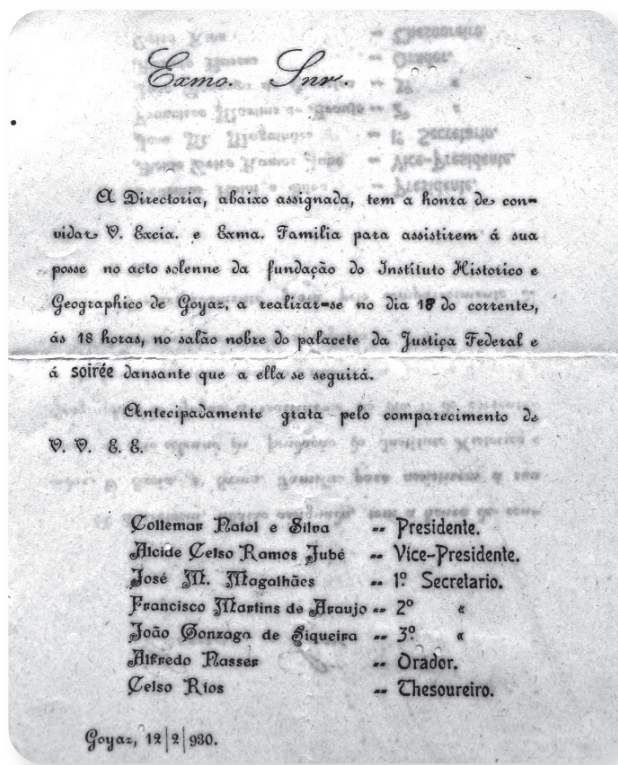 Exmo. Snr.
A Directoria, abaixo assignada, tem a honra de con-
vidar V. Excia. e Exma. Familia para assistirem á sua
posse no acto solenne da fundação do Instituto Historico e
Geographico de Goyaz, a realizar-se no dia 18 do corrente,
ás 18 horas, no salão nobre do palacete da Justiça Federal e
á soirée dansante que a ella se seguirá.
Antecipadamente grata pelo comparecimento de
V. V. E. E.
Collemar Natal e Silva -- Presidente.
Alcide Celso Ramos Jubé -- Vice-Presidente.
José M. Magalhães -- 1º Secretario.
Francisco Martins de Araujo -- 2º «
João Gonzaga de Siqueira -- 3º. «
Alfredo Nasser -- Orador.
Celso Rios -- Thesoureiro.
Goyaz, 12|2|930.